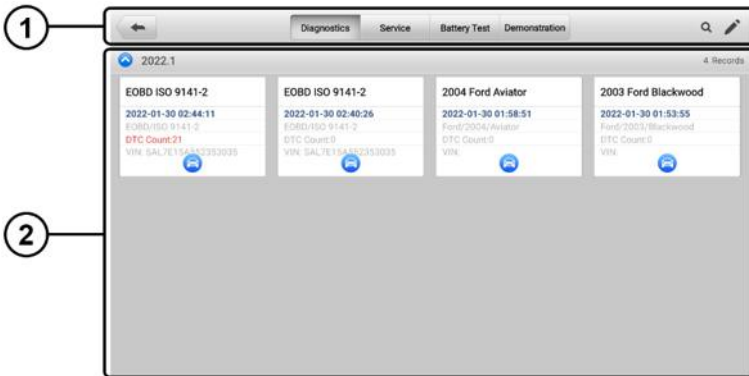 1
Diagnostics Service Battery Test Demonstration
2022.1 4 Records
EOBD ISO 9141-2
2022-01-30 02:44:11
EOBD/ISO 9141-2
DTC Count:21
EOBD ISO 9141-2
2022-01-30 02:40:26
EOBD/ISO 9141-2
DTC Count:0
2004 Ford Aviator
2022-01-30 01:58:51
Ford/2004/Aviator
DTC Count:0
VIN:
2003 Ford Blackwood
2022-01-30 01:53:55
Ford/2003/Blackwood
DTC Count:0
VIN:
2